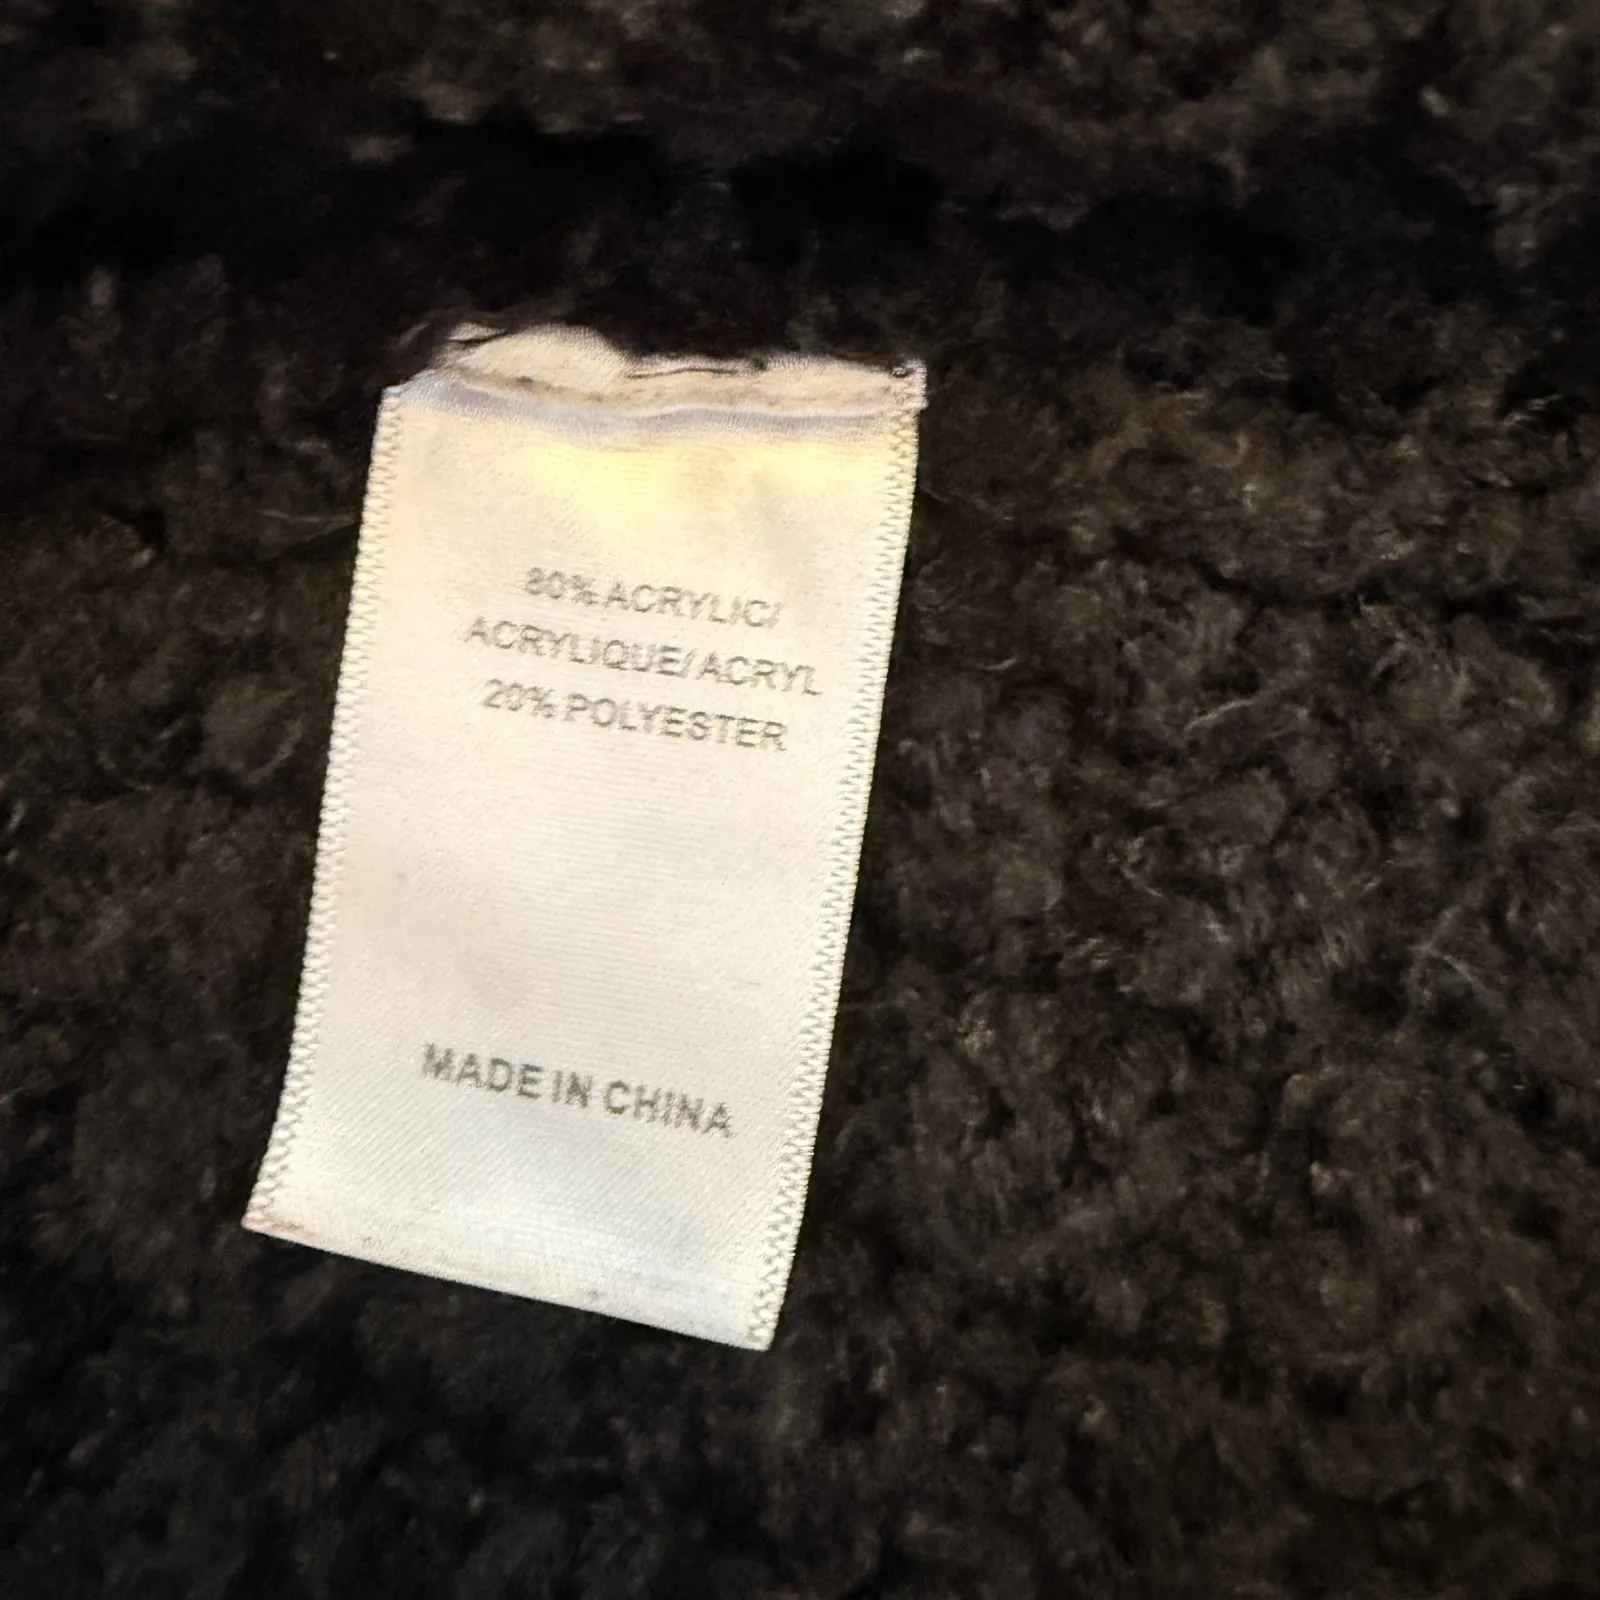 80% ACRYLIC/
ACRYLIQUE/ ACRYL
20% POLYESTER
MADE IN CHINA